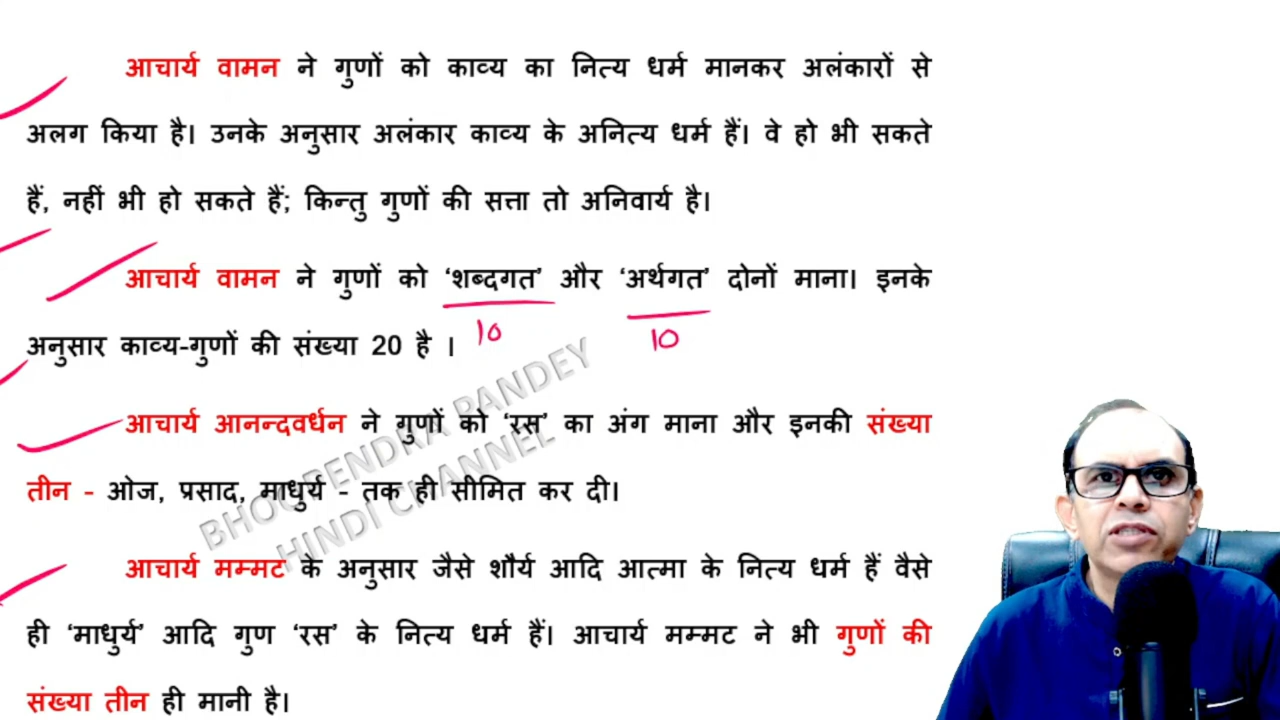 आचार्य वामन ने गुणों को काव्य का नित्य धर्म मानकर अलंकारों से
अलग किया है। उनके अनुसार अलंकार काव्य के अनित्य धर्म हैं। वे हो भी सकते
हैं, नहीं भी हो सकते हैं; किन्तु गुणों की सत्ता तो अनिवार्य है।
आचार्य वामन ने गुणों को ‘शब्दगत’ और ‘अर्थगत’ दोनों माना। इनके
10 10
अनुसार काव्य-गुणों की संख्या 20 है ।
आचार्य आनन्दवर्धन ने गुणों को ‘रस’ का अंग माना और इनकी संख्या
तीन - ओज, प्रसाद, माधुर्य - तक ही सीमित कर दी।
आचार्य मम्मट के अनुसार जैसे शौर्य आदि आत्मा के नित्य धर्म हैं वैसे
ही ‘माधुर्य’ आदि गुण ‘रस’ के नित्य धर्म हैं। आचार्य मम्मट ने भी गुणों की
संख्या तीन ही मानी है।
BHOOPENDRA PANDEY
HINDI CHANNEL